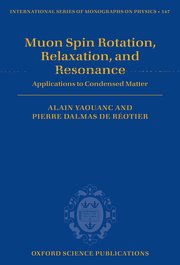 INTERNATIONAL SERIES OF MONOGRAPHS ON PHYSICS • 147
Muon Spin Rotation,
Relaxation, and
Resonance
Applications to Condensed Matter
ALAIN YAOUANC AND
PIERRE DALMAS DE RÉOTIER
OXFORD SCIENCE PUBLICATIONS